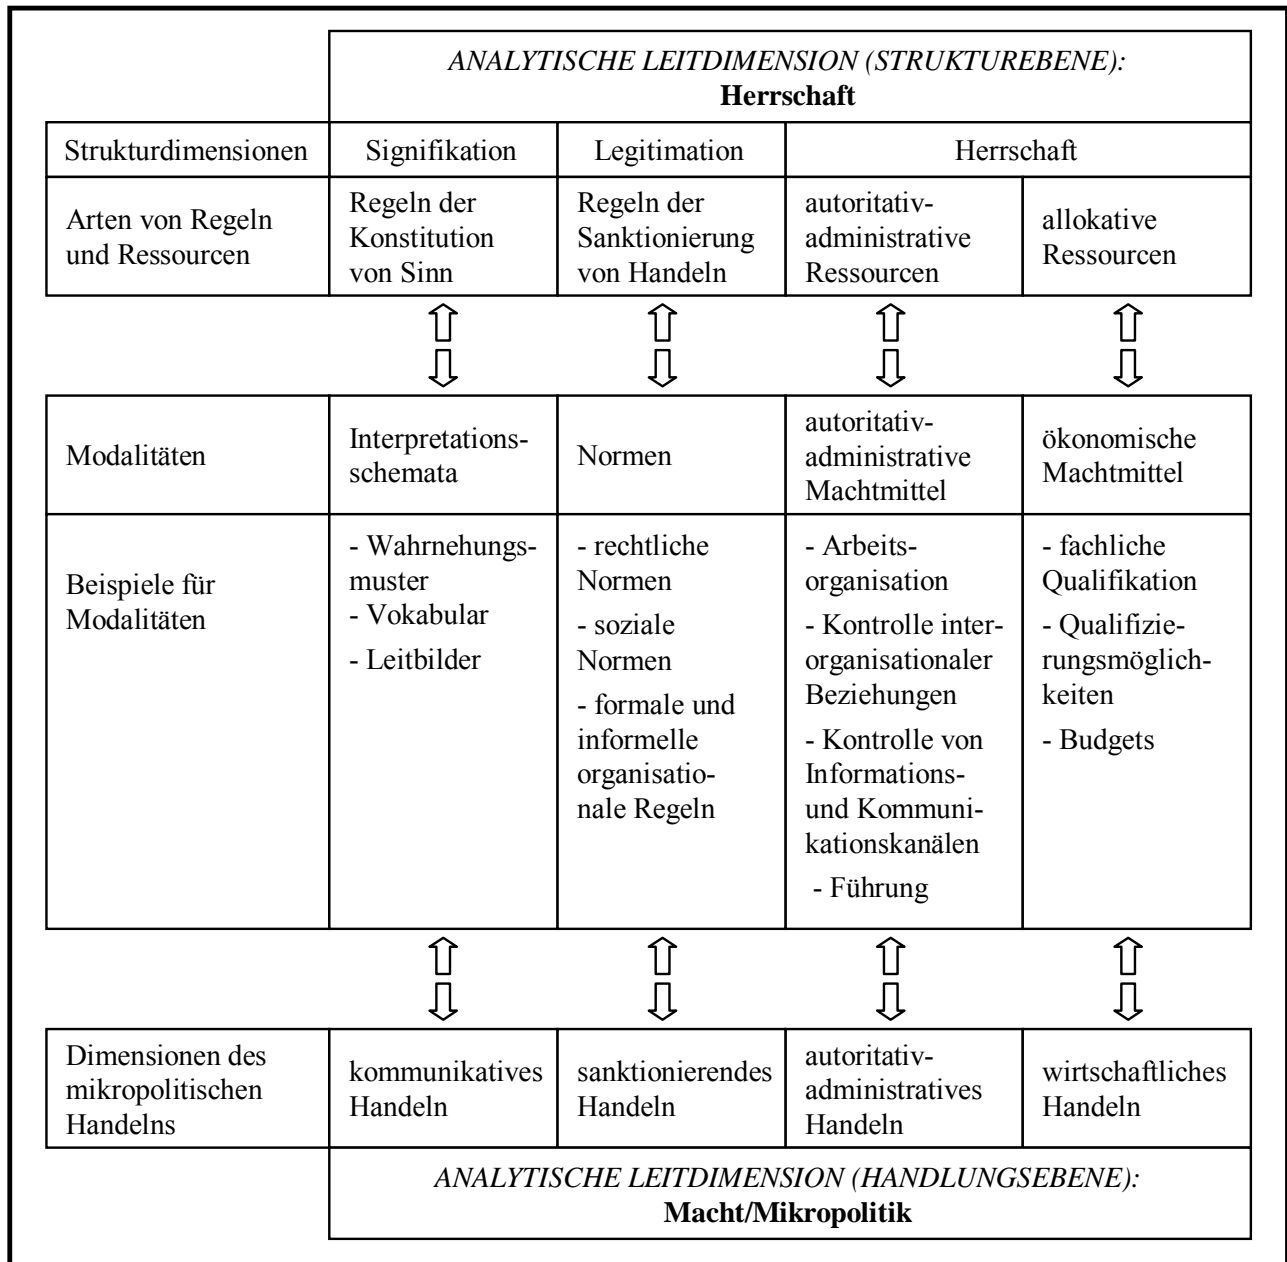 ANALYTISCHE LEITDIMENSION (STRUKTUREBENE):
Herrschaft
Strukturdimensionen
Signifikation
Legitimation
Herrschaft
Arten von Regeln
und Ressourcen
Regeln der
Konstitution
von Sinn
Regeln der
Sanktionierung
von Handeln
autoritativ-
administrative
Ressourcen
allokative
Ressourcen
Modalitäten
Interpretations-
schemata
Normen
autoritativ-
administrative
Machtmittel
ökonomische
Machtmittel
Beispiele für
Modalitäten
- Wahrnehungs-
muster
- Vokabular
- Leitbilder
- rechtliche
Normen
- soziale
Normen
- formale und
informelle
organisatio-
nale Regeln
- Arbeits-
organisation
- Kontrolle inter-
organisationaler
Beziehungen
- Kontrolle von
Informations-
und Kommuni-
kationskanälen
- Führung
- fachliche
Qualifikation
- Qualifizie-
rungsmöglich-
keiten
- Budgets
Dimensionen des
mikropolitischen
Handelns
kommunikatives
Handeln
sanktionierendes
Handeln
autoritativ-
administratives
Handeln
wirtschaftliches
Handeln
ANALYTISCHE LEITDIMENSION (HANDLUNGSEBENE):
Macht/Mikropolitik